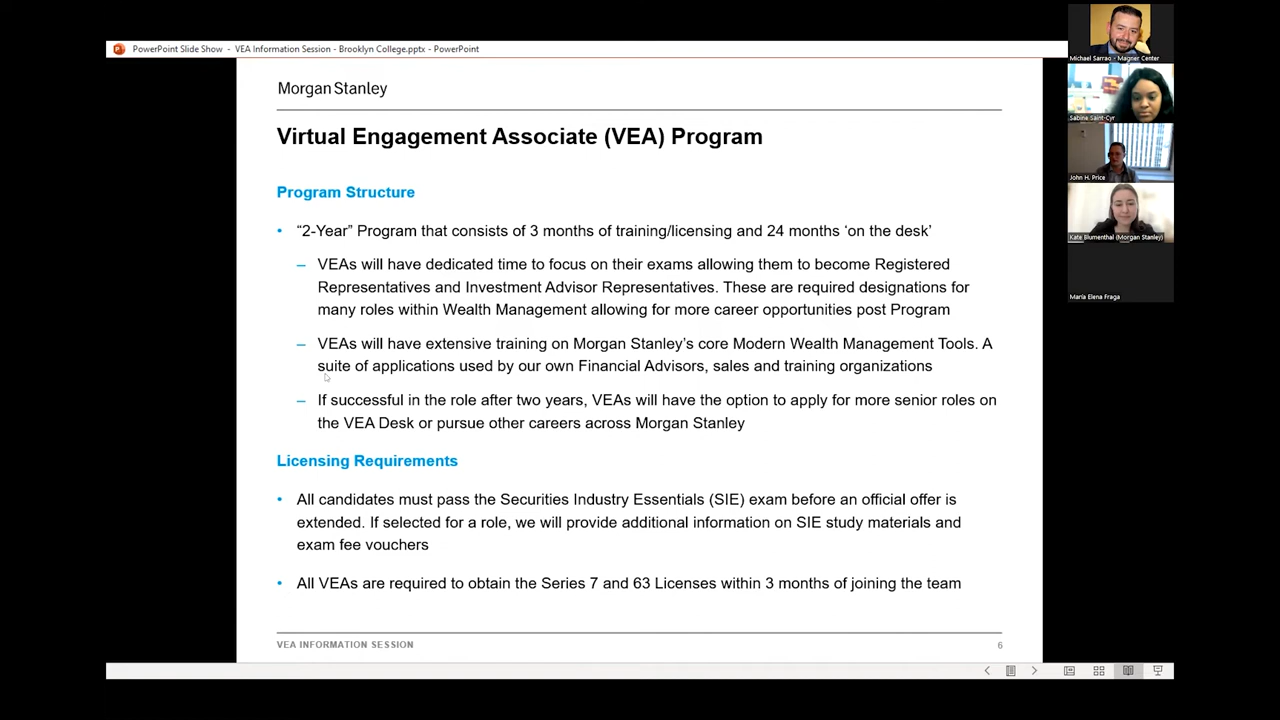 PowerPoint Slide Show - VEA Information Session - Brooklyn College.pptx - PowerPoint
Morgan Stanley
Virtual Engagement Associate (VEA) Program
Program Structure
• “2-Year” Program that consists of 3 months of training/licensing and 24 months ‘on the desk’
– VEAs will have dedicated time to focus on their exams allowing them to become Registered
Representatives and Investment Advisor Representatives. These are required designations for
many roles within Wealth Management allowing for more career opportunities post Program
– VEAs will have extensive training on Morgan Stanley’s core Modern Wealth Management Tools. A
suite of applications used by our own Financial Advisors, sales and training organizations
– If successful in the role after two years, VEAs will have the option to apply for more senior roles on
the VEA Desk or pursue other careers across Morgan Stanley
Licensing Requirements
• All candidates must pass the Securities Industry Essentials (SIE) exam before an official offer is
extended. If selected for a role, we will provide additional information on SIE study materials and
exam fee vouchers
• All VEAs are required to obtain the Series 7 and 63 Licenses within 3 months of joining the team
VEA INFORMATION SESSION
6
Michael Sarrao - Magner Center
Sabine Saint-Cyr
John H. Price
Kate Blumenthal (Morgan Stanley)
María Elena Fraga